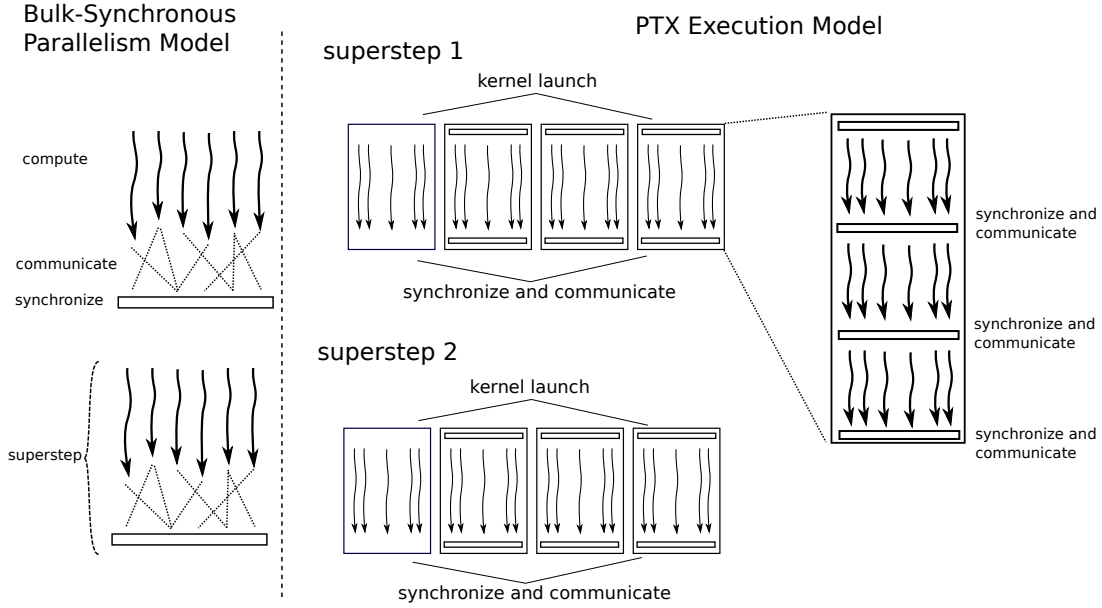 Bulk-Synchronous
Parallelism Model
compute
communicate
synchronize
superstep
PTX Execution Model
superstep 1
kernel launch
synchronize and communicate
superstep 2
kernel launch
synchronize and communicate
synchronize and
communicate
synchronize and
communicate
synchronize and
communicate